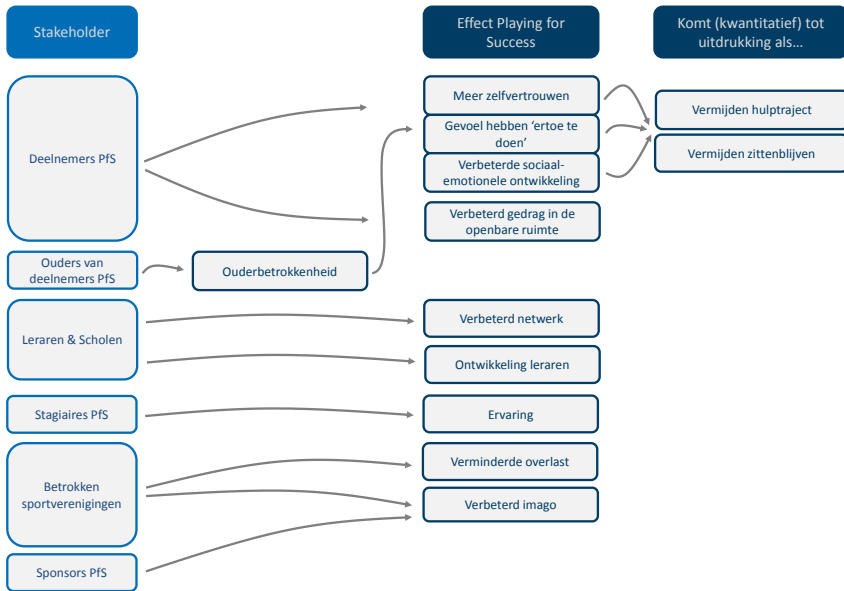 Stakeholder
Effect Playing for
Success
Komt (kwantitatief) tot
uitdrukking als…
Deelnemers PfS
Meer zelfvertrouwen
Gevoel hebben ‘ertoe te
doen’
Verbeterde sociaal-
emotionele ontwikkeling
Verbeterd gedrag in de
openbare ruimte
Vermijden hulptraject
Vermijden zittenblijven
Ouders van
deelnemers PfS
Ouderbetrokkenheid
Leraren & Scholen
Verbeterd netwerk
Ontwikkeling leraren
Stagiaires PfS
Ervaring
Betrokken
sportverenigingen
Verminderde overlast
Verbeterd imago
Sponsors PfS